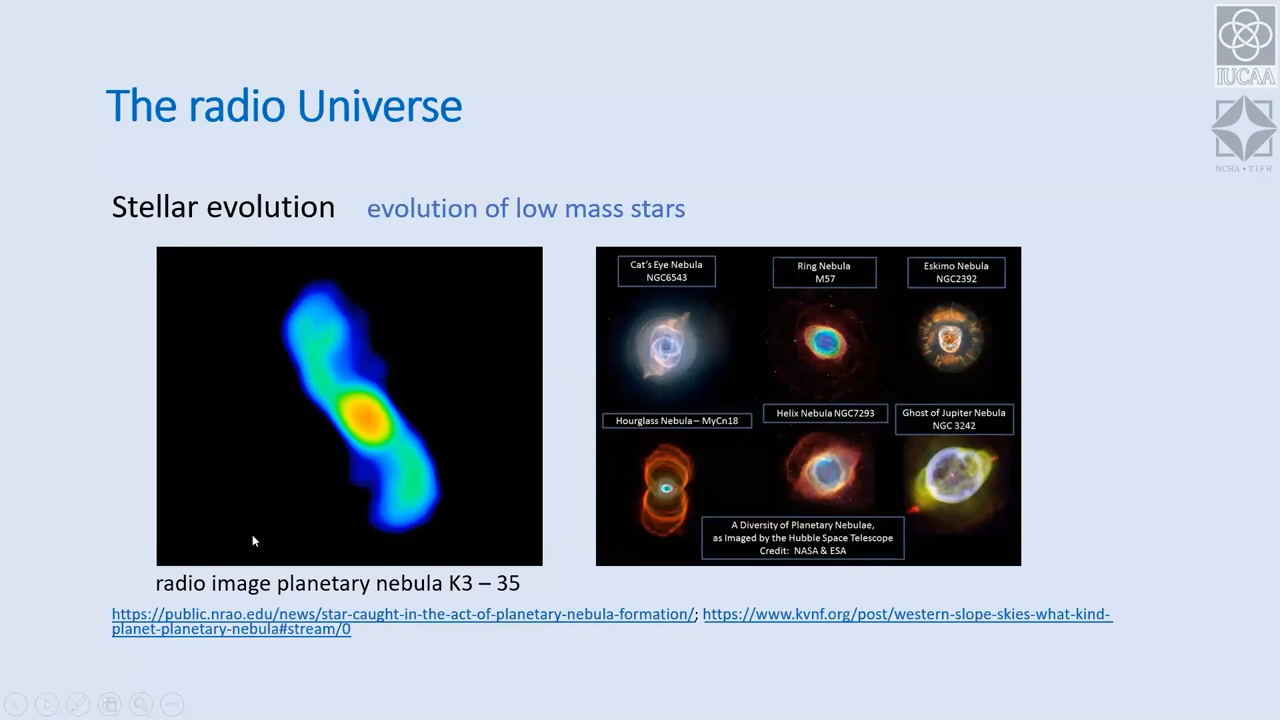 IUCAA
NCRA • TIFR
The radio Universe
Stellar evolution evolution of low mass stars
Cat's Eye Nebula
NGC6543
Ring Nebula
M57
Eskimo Nebula
NGC2392
Hourglass Nebula – MyCn18
Helix Nebula NGC7293
Ghost of Jupiter Nebula
NGC 3242
A Diversity of Planetary Nebulae,
as Imaged by the Hubble Space Telescope
Credit: NASA & ESA
radio image planetary nebula K3 – 35
https://public.nrao.edu/news/star-caught-in-the-act-of-planetary-nebula-formation/; https://www.kvnf.org/post/western-slope-skies-what-kind-
planet-planetary-nebula#stream/0